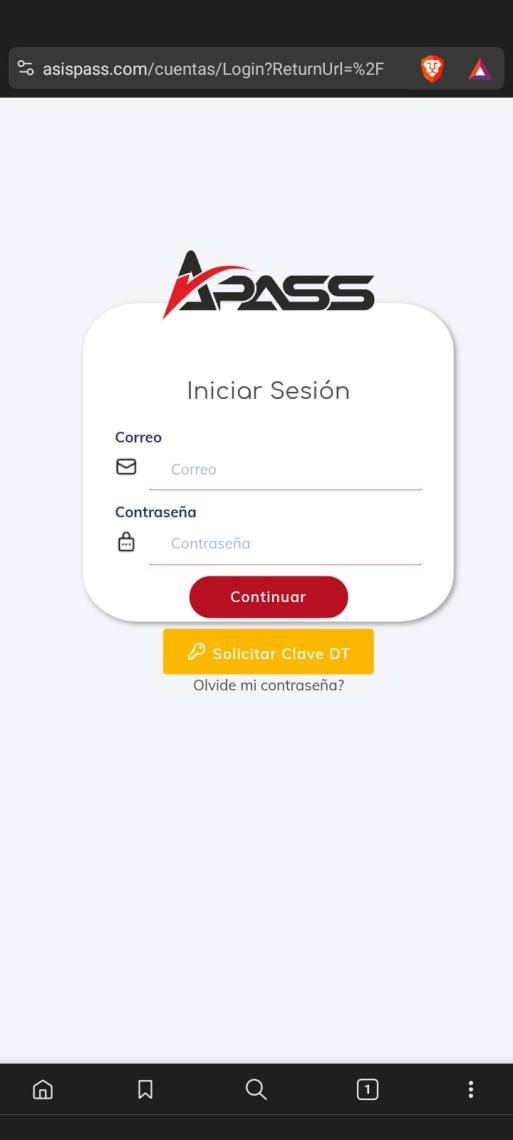 asispass.com/cuentas/Login?ReturnUrl=%2F
APASS
Iniciar Sesión
Correo
Correo
Contraseña
Contraseña
Continuar
Solicitar Clave DT
Olvide mi contraseña?
1